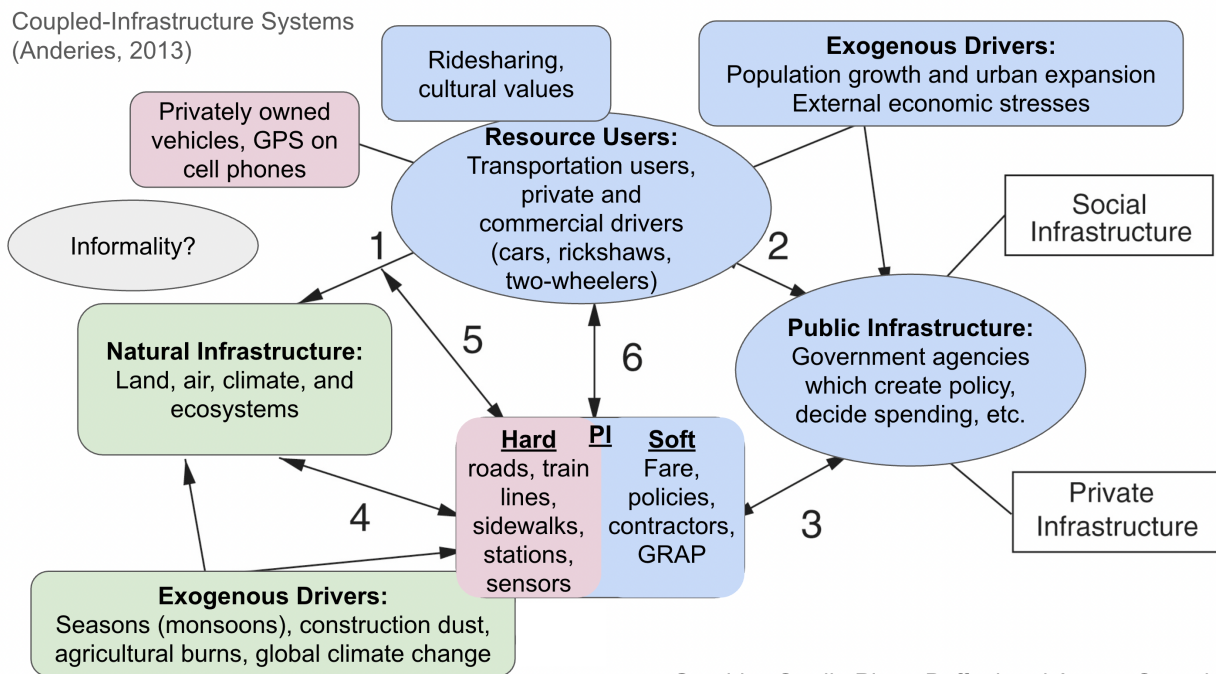 Coupled-Infrastructure Systems
(Anderies, 2013)
Ridesharing,
cultural values
Exogenous Drivers:
Population growth and urban expansion
External economic stresses
Privately owned
vehicles, GPS on
cell phones
Resource Users:
Transportation users,
private and
commercial drivers
(cars, rickshaws,
two-wheelers)
Social
Infrastructure
Informality?
1
2
Natural Infrastructure:
Land, air, climate, and
ecosystems
5
6
Public Infrastructure:
Government agencies
which create policy,
decide spending, etc.
PI
Hard
roads, train
lines,
sidewalks,
stations,
sensors
Soft
Fare,
policies,
contractors,
GRAP
4
3
Private
Infrastructure
Exogenous Drivers:
Seasons (monsoons), construction dust,
agricultural burns, global climate change